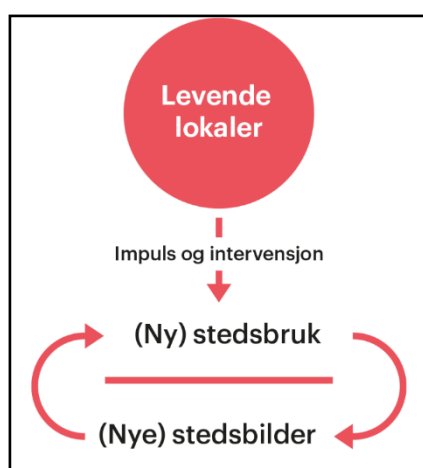 Levende
lokaler
Impuls og intervensjon
(Ny) stedsbruk
(Nye) stedsbilder